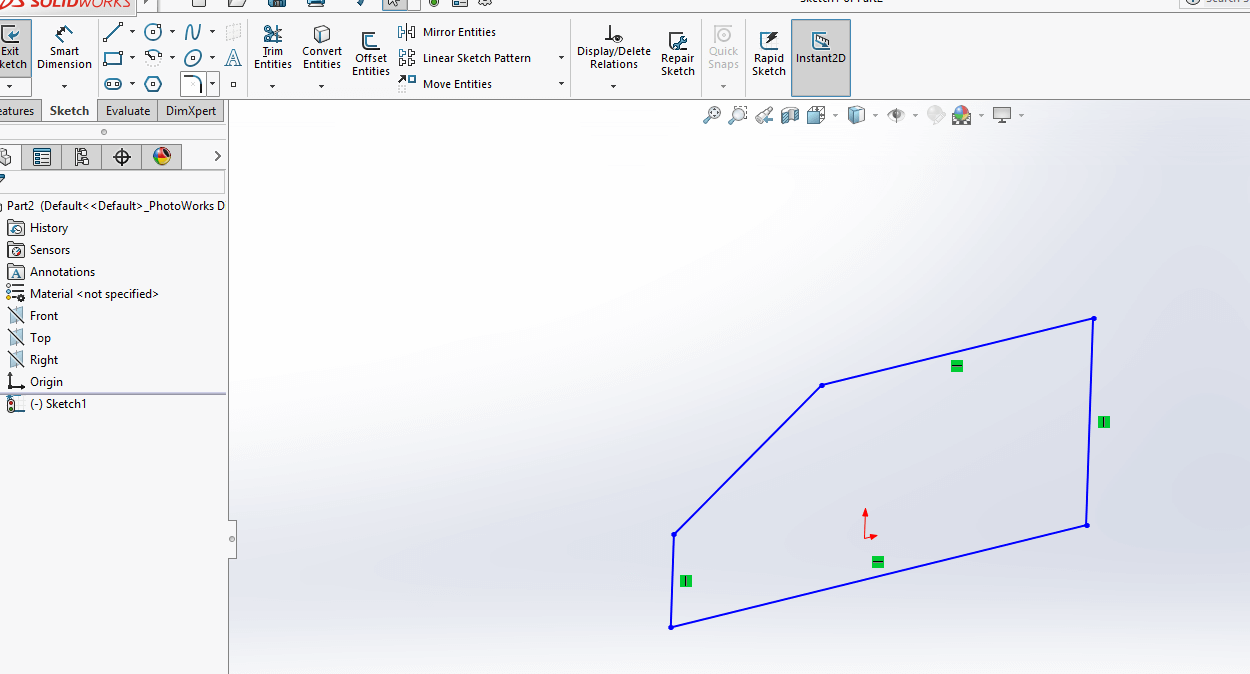 SOLIDWORKS
Exit
Sketch
Smart
Dimension
Trim
Entities
Convert
Entities
Offset
Entities
Mirror Entities
Linear Sketch Pattern
Move Entities
Display/Delete
Relations
Repair
Sketch
Quick
Snaps
Rapid
Sketch
Instant2D
eatures
Sketch
Evaluate
DimXpert
Part2 (Default<<Default>_PhotoWorks D
History
Sensors
Annotations
Material <not specified>
Front
Top
Right
Origin
(-) Sketch1